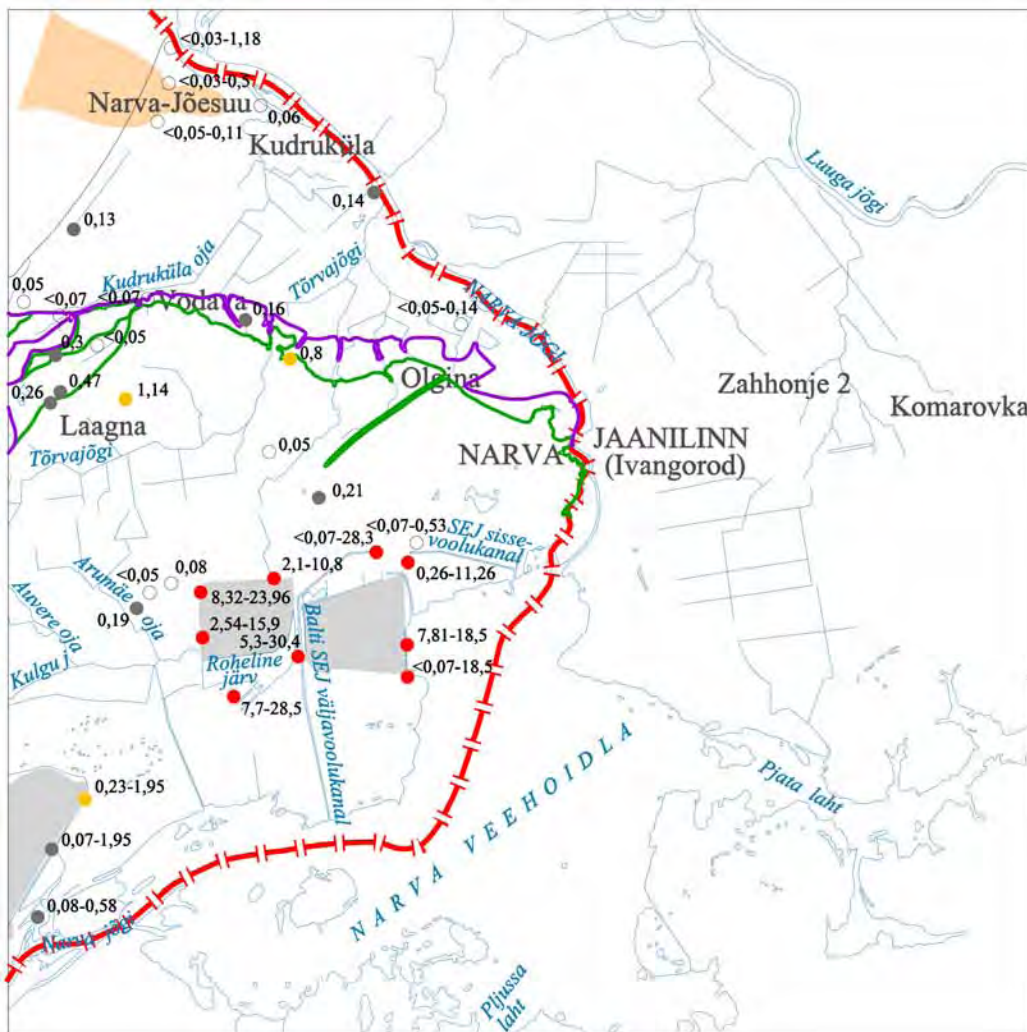 <0,03-1,18
<0,03-0,5
Narva-Jõesuu
0,06
<0,05-0,11
Kudruküla
Luuga jõgi
0,14
0,13
Kudruküla oja
Törvajõgi
0,05
<0,07
<0,07
NARVA JÕGI
<0,05-0,14
0,16
0,3
<0,05
0,8
Olgina
Zahhonje 2
0,26
0,47
1,14
Komarovka
Laagna
Tõrvajõgi
0,05
NARVA
JAANILINN
(Ivangorod)
0,21
<0,07-0,53
SEJ sisse-
voolukanal
<0,07-28,3
2,1-10,8
0,26-11,26
<0,05
0,08
Arumäe oja
Auvere oja
8,32-23,96
0,19
2,54-15,9
5,3-30,4
7,81-18,5
Kulgu j
Roheline
järv
<0,07-18,5
Balti SEJ väljavoolukanal
7,7-28,5
NARVA VEEHOIDLA
Pjata laht
0,23-1,95
0,07-1,95
0,08-0,58
Narva jõgi
Pljussa
laht